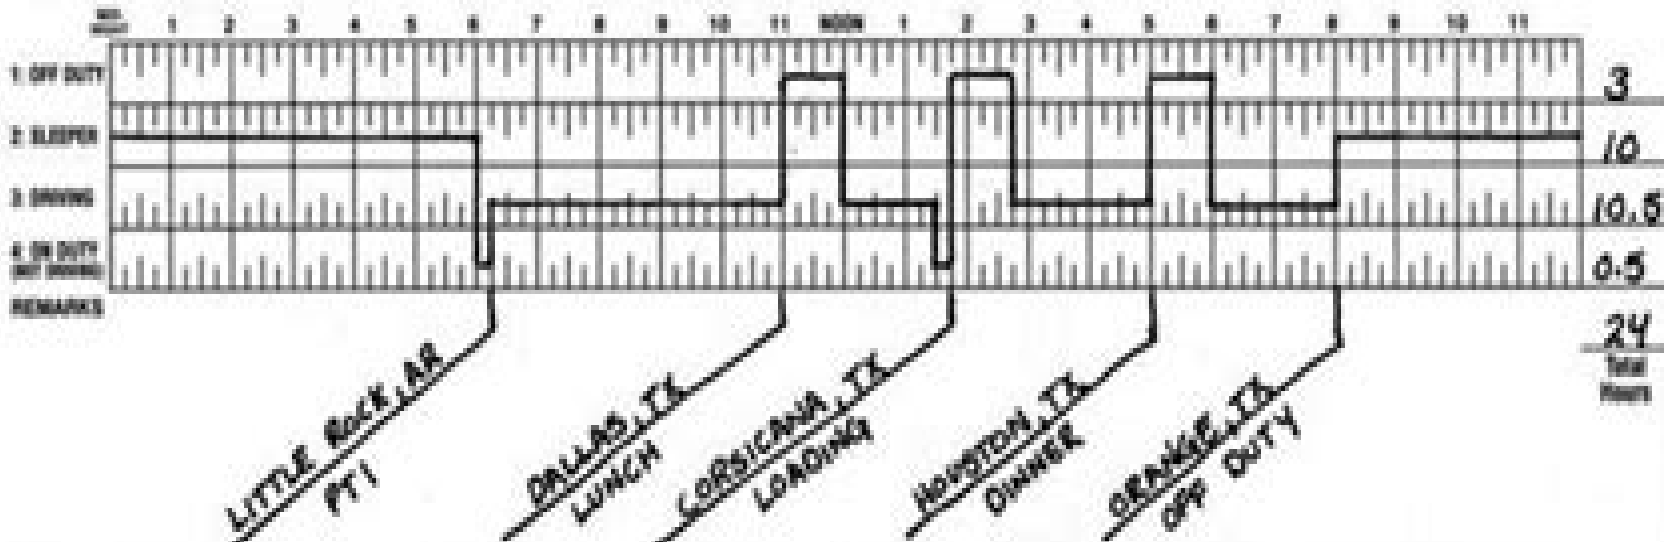 MID-NIGHT 1 2 3 4 5 6 7 8 9 10 11 NOON 1 2 3 4 5 6 7 8 9 10 11
1: OFF DUTY 3
2: SLEEPER 10
3: DRIVING 10.5
4: ON DUTY 0.5
(NOT DRIVING)
REMARKS
24
Total
Hours
LITTLE ROCK, AR
PTI
DALLAS, TX
LUNCH
CORSICANA, TX
LOADING
HOUSTON, TX
DINNER
ORANGE, TX
OFF DUTY